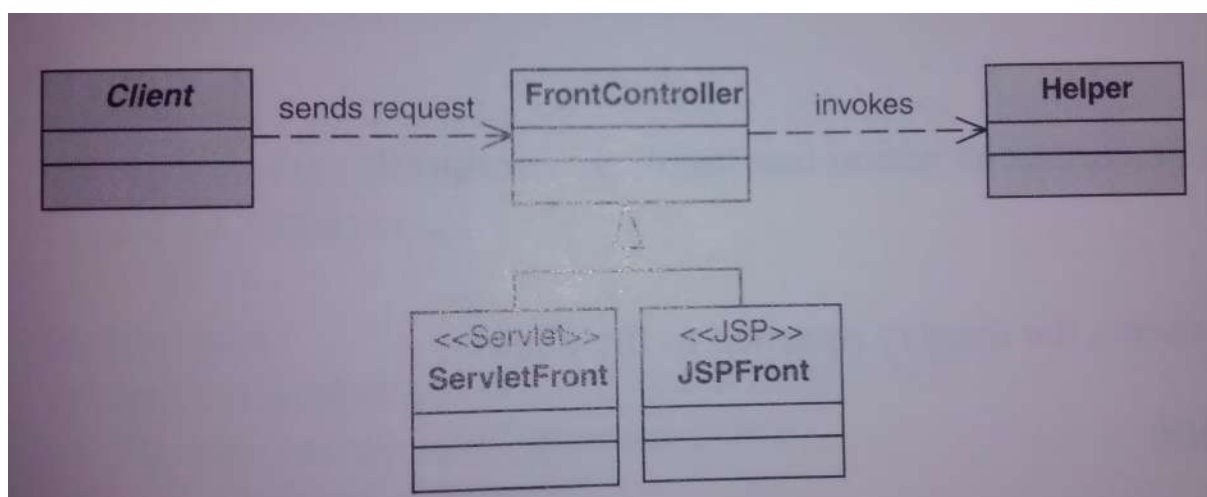 Client
sends request
FrontController
invokes
Helper
<<Servlet>>
ServletFront
<<JSP>>
JSPFront